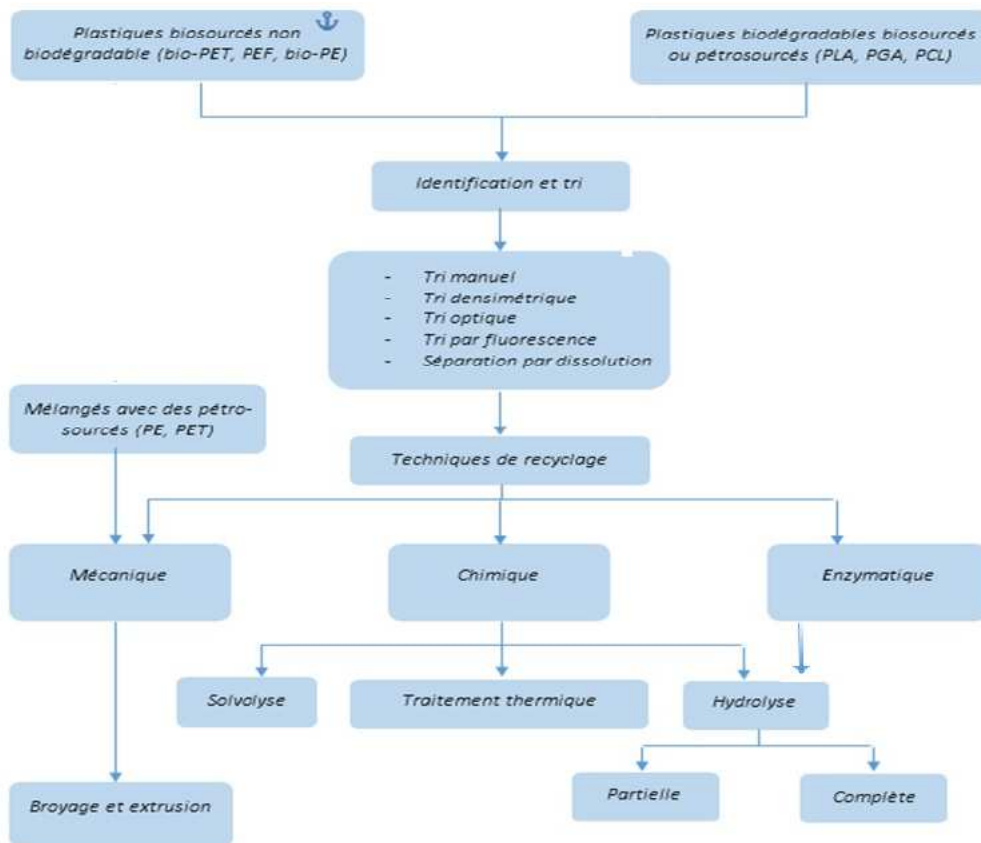 Plastiques biosourcés non
biodégradable (bio-PET, PEF, bio-PE)
Plastiques biodégradables biosourcés
ou pétrosourcés (PLA, PGA, PCL)
Identification et tri
- Tri manuel
- Tri densimétrique
- Tri optique
- Tri par fluorescence
- Séparation par dissolution
Mélangés avec des pétro-
sourcés (PE, PET)
Techniques de recyclage
Mécanique
Chimique
Enzymatique
Solvolyse
Traitement thermique
Hydrolyse
Broyage et extrusion
Partielle
Complète